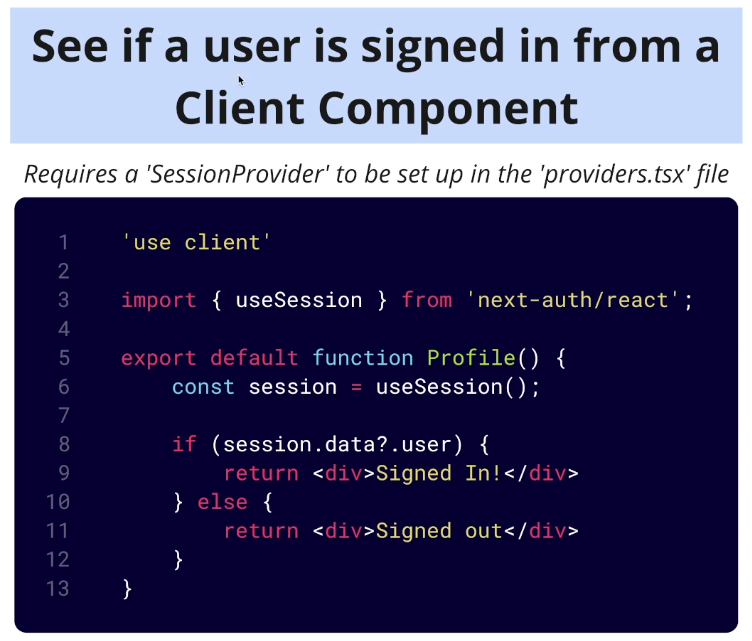 See if a user is signed in from a
Client Component
Requires a 'SessionProvider' to be set up in the 'providers.tsx' file
1 'use client'
2
3 import { useSession } from 'next-auth/react';
4
5 export default function Profile() {
6 const session = useSession();
7
8 if (session.data?.user) {
9 return <div>Signed In!</div>
10 } else {
11 return <div>Signed out</div>
12 }
13 }